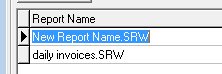 Report Name
New Report Name.SRW
daily invoices.SRW